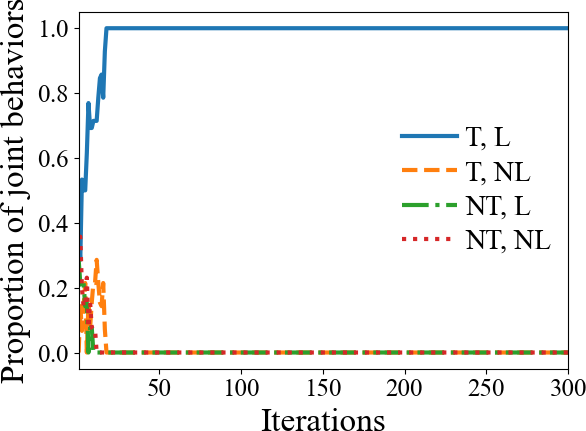 Proportion of joint behaviors
1.0
0.8
0.6
0.4
0.2
0.0
T, L
T, NL
NT, L
NT, NL
50 100 150 200 250 300
Iterations